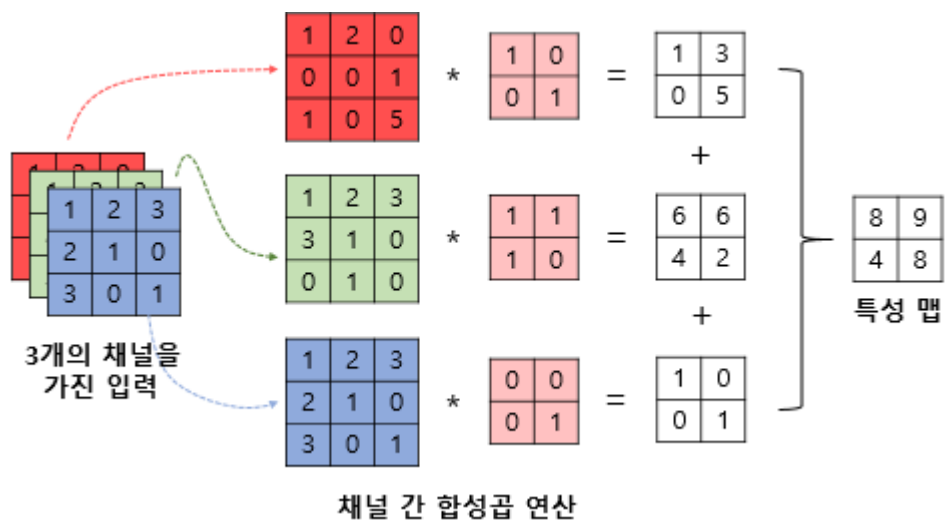 1 2 0 1 0 1 3
0 0 1 * 0 1 = 0 5
1 0 5
+
1 2 3
2 1 0
3 0 1
3개의 채널을
가진 입력
1 2 3 1 1 6 6
3 1 0 * 1 0 = 4 2
0 1 0
+
1 2 3 0 0 1 0
2 1 0 * 0 1 = 0 1
3 0 1
8 9
4 8
특성 맵
채널 간 합성곱 연산